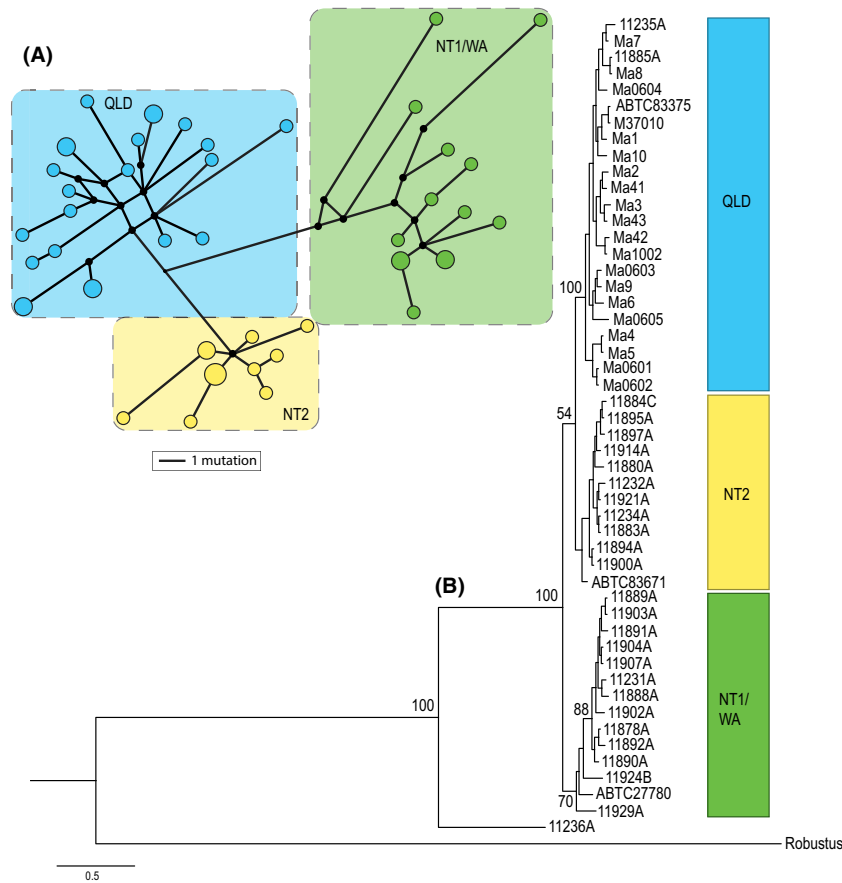 (A)
QLD
NT1/WA
NT2
1 mutation
(B)
11235A
Ma7
11885A
Ma8
Ma0604
ABTC83375
M37010
Ma1
Ma10
Ma2
Ma41
Ma3
Ma43
Ma42
Ma1002
Ma0603
Ma9
Ma6
Ma0605
Ma4
Ma5
Ma0601
Ma0602
11884C
11895A
11897A
11914A
11880A
11232A
11921A
11234A
11883A
11894A
11900A
ABTC83671
11889A
11903A
11891A
11904A
11907A
11231A
11888A
11902A
11878A
11892A
11890A
11924B
ABTC27780
11929A
11236A
Robustus
100
54
100
88
100
70
QLD
NT2
NT1/
WA
0.5